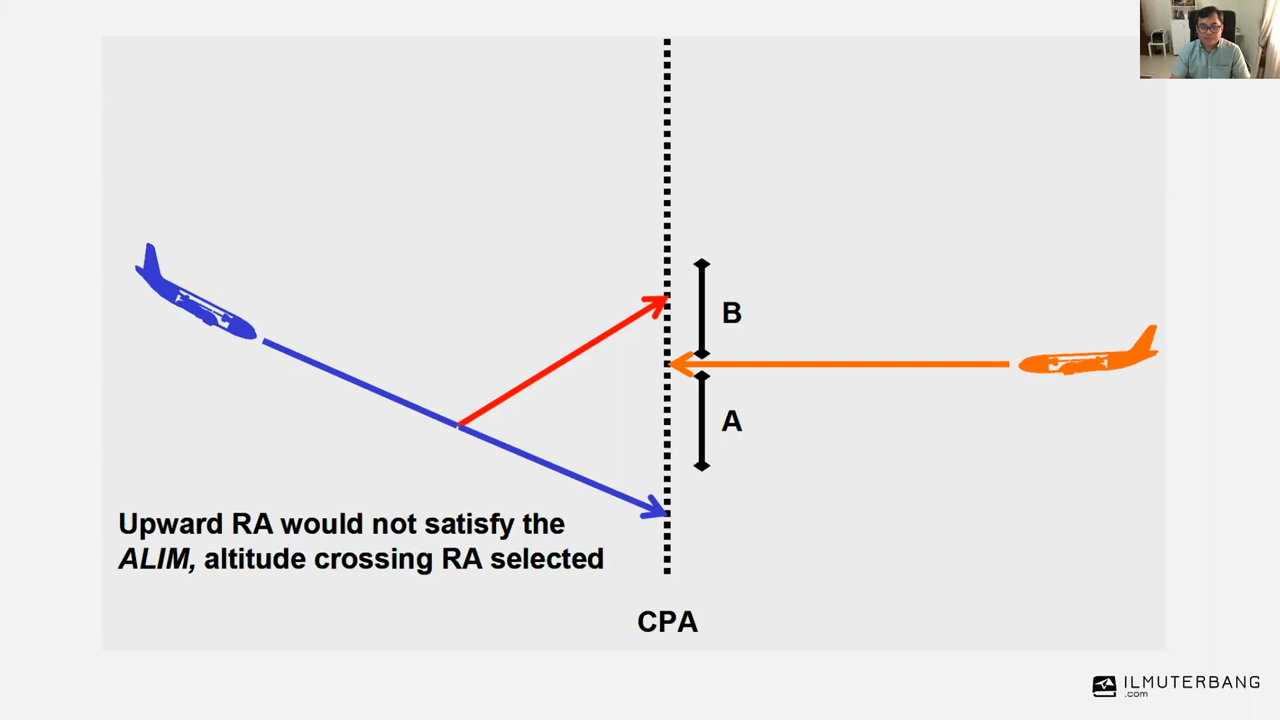 B
A
Upward RA would not satisfy the
ALIM, altitude crossing RA selected
CPA
ILMUTERBANG
.com